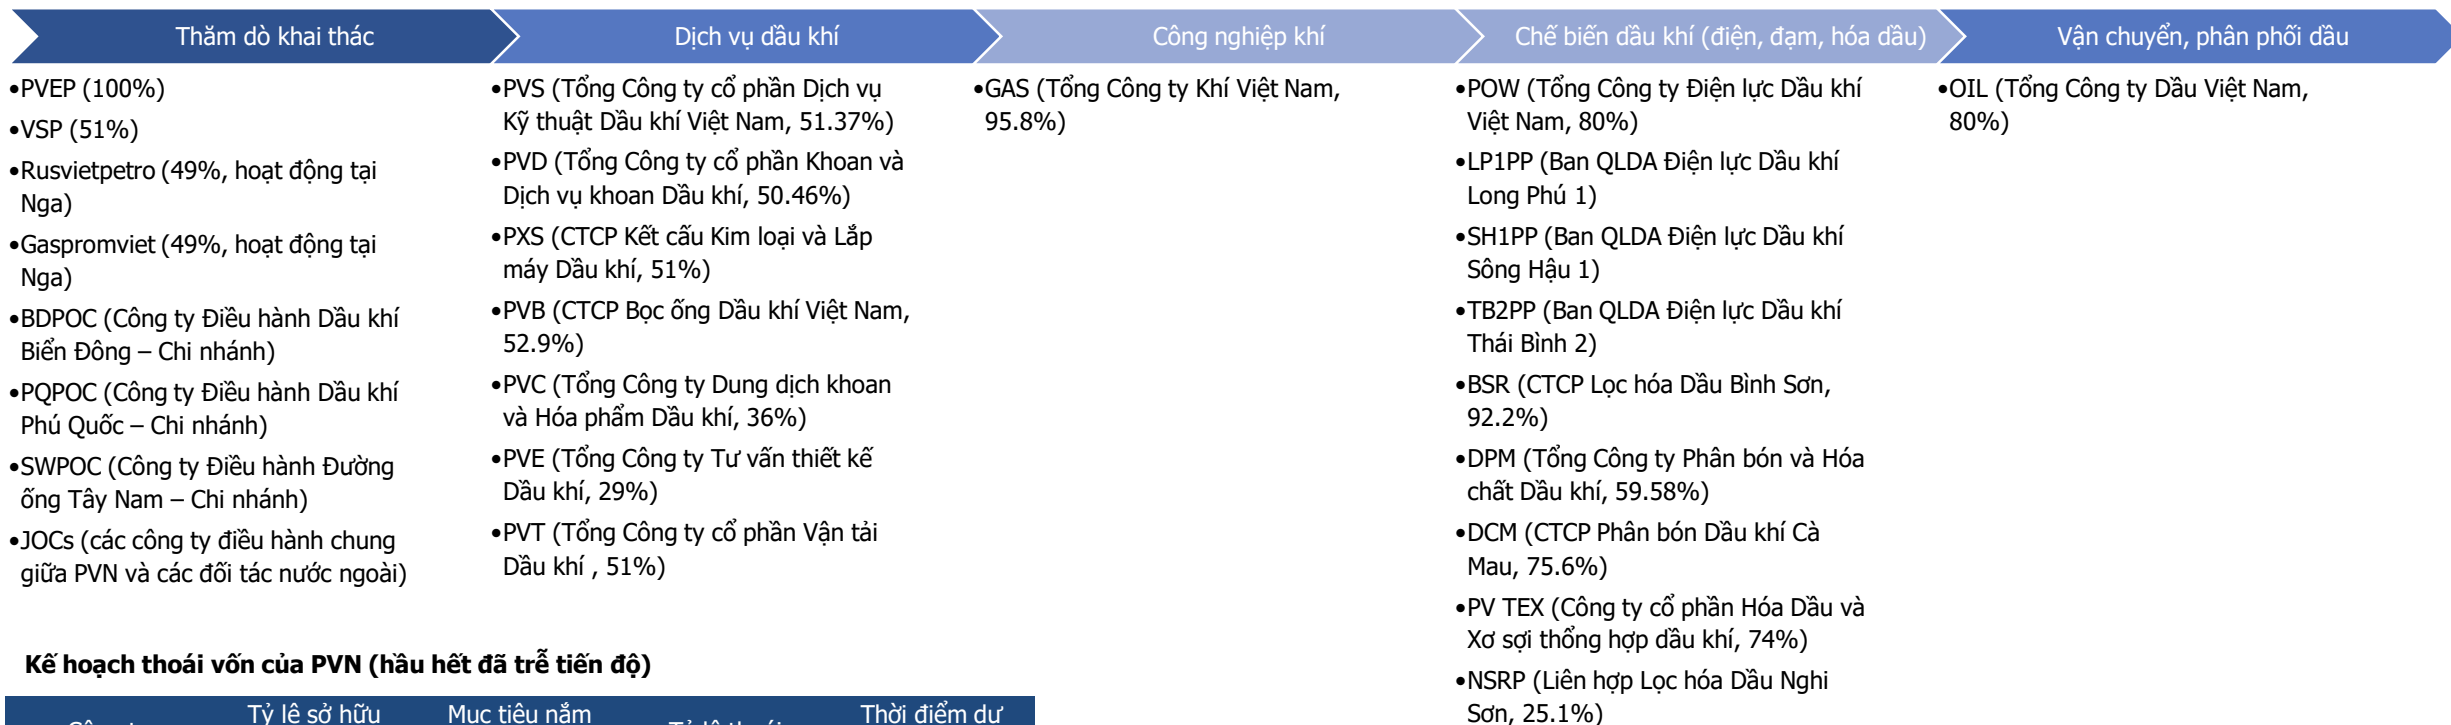 Thăm dò khai thác
Dịch vụ dầu khí
Công nghiệp khí
Chế biến dầu khí (điện, đạm, hóa dầu)
Vận chuyển, phân phối dầu
•PVEP (100%)
•VSP (51%)
•Rusvietpetro (49%, hoạt động tại
Nga)
•Gaspromviet (49%, hoạt động tại
Nga)
•BDPOC (Công ty Điều hành Dầu khí
Biển Đông – Chi nhánh)
•PQPOC (Công ty Điều hành Dầu khí
Phú Quốc – Chi nhánh)
•SWPOC (Công ty Điều hành Đường
ống Tây Nam – Chi nhánh)
•JOCs (các công ty điều hành chung
giữa PVN và các đối tác nước ngoài)
•PVS (Tổng Công ty cổ phần Dịch vụ
Kỹ thuật Dầu khí Việt Nam, 51.37%)
•PVD (Tổng Công ty cổ phần Khoan và
Dịch vụ khoan Dầu khí, 50.46%)
•PXS (CTCP Kết cấu Kim loại và Lắp
máy Dầu khí, 51%)
•PVB (CTCP Bọc ống Dầu khí Việt Nam,
52.9%)
•PVC (Tổng Công ty Dung dịch khoan
và Hóa phẩm Dầu khí, 36%)
•PVE (Tổng Công ty Tư vấn thiết kế
Dầu khí, 29%)
•PVT (Tổng Công ty cổ phần Vận tải
Dầu khí , 51%)
•GAS (Tổng Công ty Khí Việt Nam,
95.8%)
•POW (Tổng Công ty Điện lực Dầu khí
Việt Nam, 80%)
•LP1PP (Ban QLDA Điện lực Dầu khí
Long Phú 1)
•SH1PP (Ban QLDA Điện lực Dầu khí
Sông Hậu 1)
•TB2PP (Ban QLDA Điện lực Dầu khí
Thái Bình 2)
•BSR (CTCP Lọc hóa Dầu Bình Sơn,
92.2%)
•DPM (Tổng Công ty Phân bón và Hóa
chất Dầu khí, 59.58%)
•DCM (CTCP Phân bón Dầu khí Cà
Mau, 75.6%)
•PV TEX (Công ty cổ phần Hóa Dầu và
Xơ sợi thổng hợp dầu khí, 74%)
•NSRP (Liên hợp Lọc hóa Dầu Nghi
Sơn, 25.1%)
•OIL (Tổng Công ty Dầu Việt Nam,
80%)
Kế hoạch thoái vốn của PVN (hầu hết đã trễ tiến độ)
Tỷ lệ sở hữu
Mục tiêu nắm
Thời điểm dự